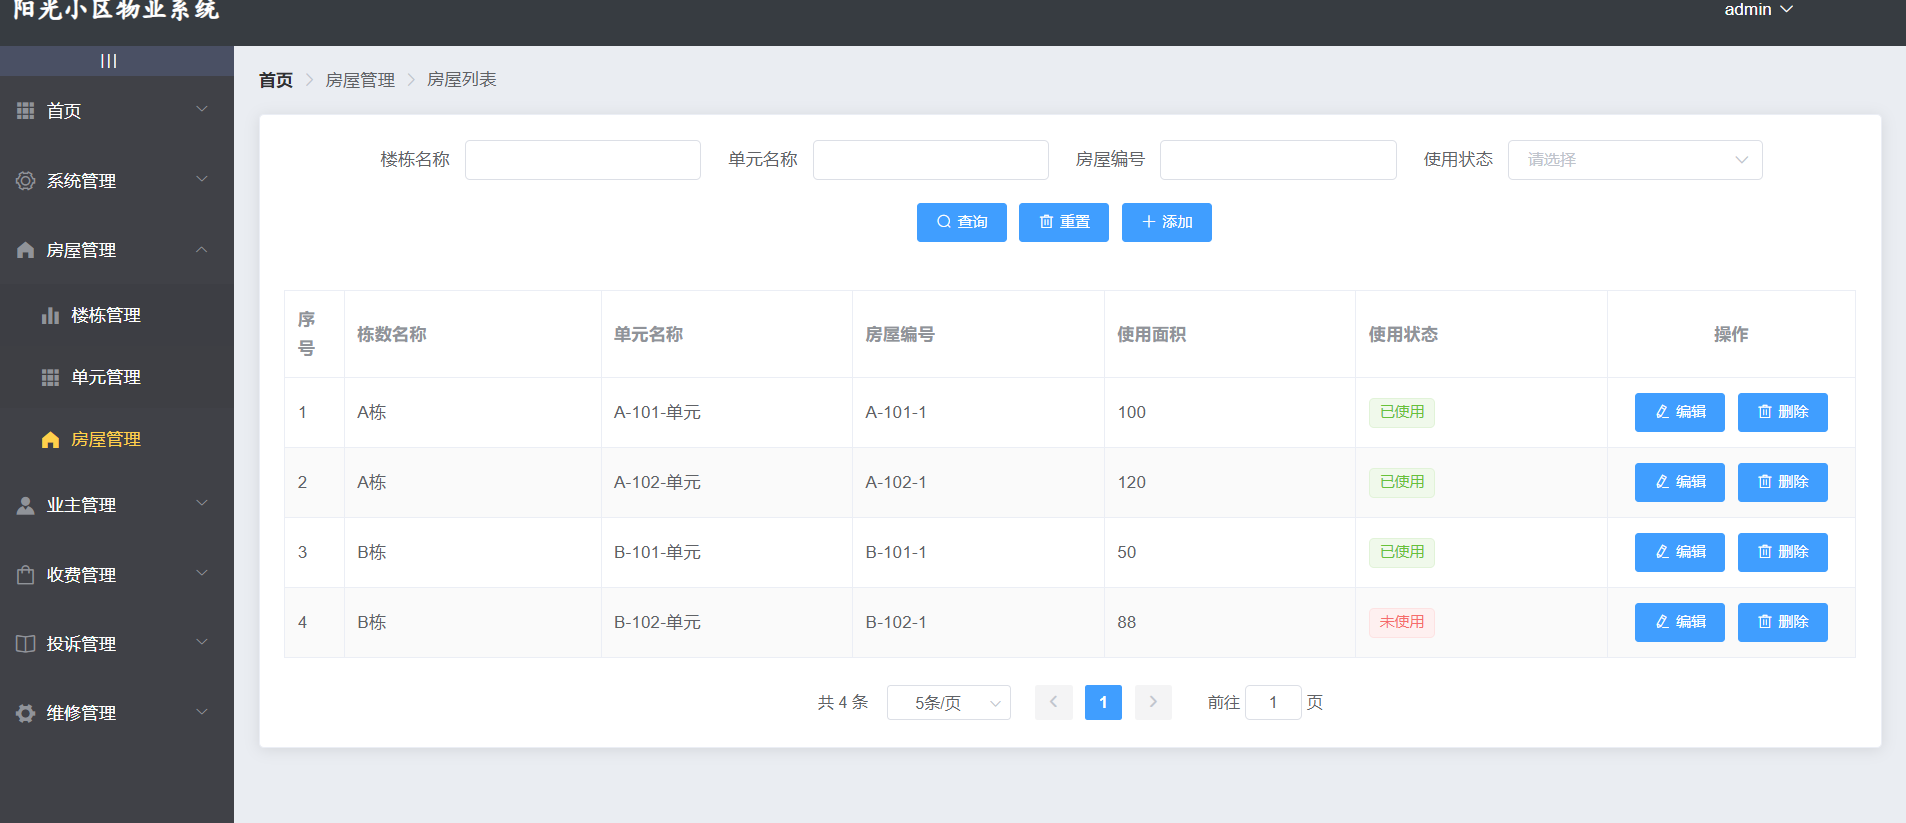 阳光小区物业系统
admin
首页
系统管理
房屋管理
楼栋管理
单元管理
房屋管理
业主管理
收费管理
投诉管理
维修管理
首页 房屋管理 房屋列表
楼栋名称 单元名称 房屋编号 使用状态 请选择
查询 重置 添加
序号 栋数名称 单元名称 房屋编号 使用面积 使用状态 操作
1 A栋 A-101-单元 A-101-1 100 已使用 编辑 删除
2 A栋 A-102-单元 A-102-1 120 已使用 编辑 删除
3 B栋 B-101-单元 B-101-1 50 已使用 编辑 删除
4 B栋 B-102-单元 B-102-1 88 未使用 编辑 删除
共 4 条 5条/页 1 前往 1 页